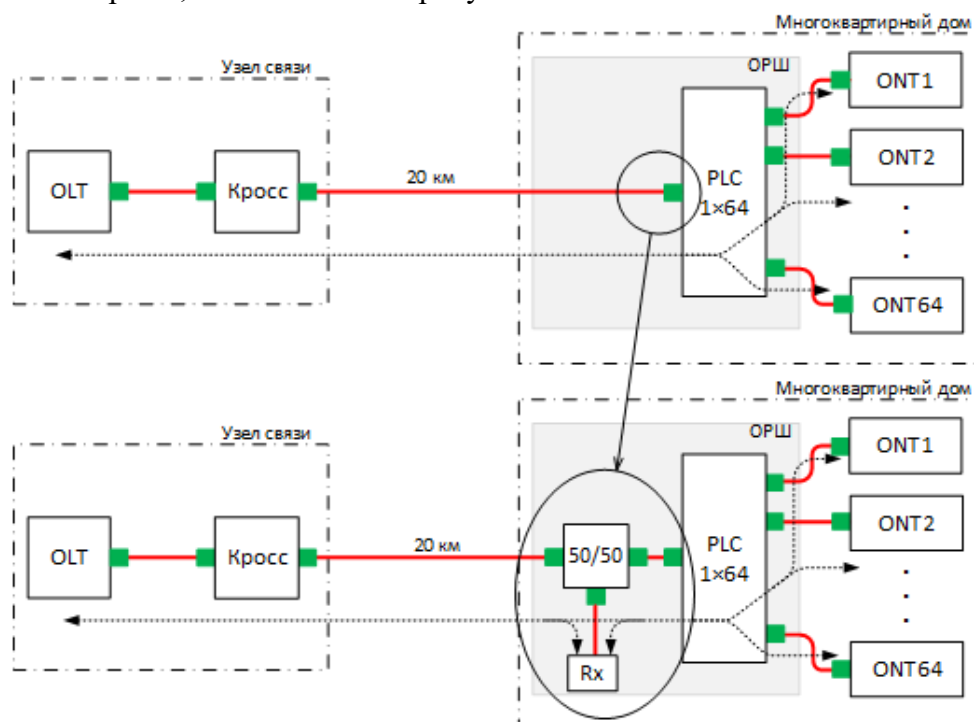 Многоквартирный дом
Узел связи
ОРШ
ONT1
OLT
Кросс
20 км
PLC
1×64
ONT2
ONT64
Многоквартирный дом
Узел связи
ОРШ
ONT1
OLT
Кросс
20 км
50/50
PLC
1×64
ONT2
Rx
ONT64